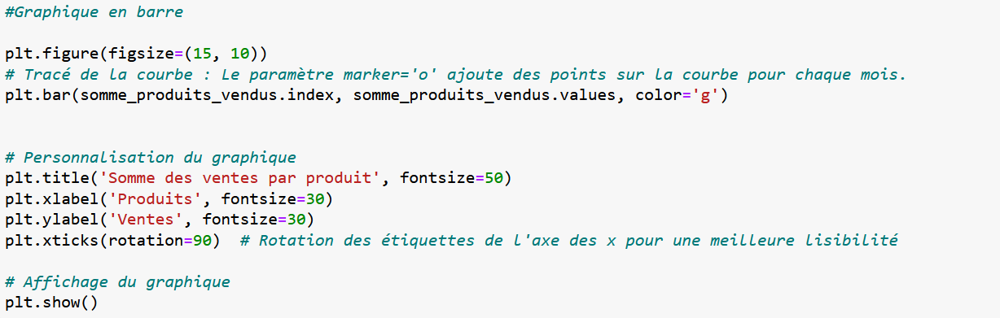 #Graphique en barre
plt.figure(figsize=(15, 10))
# Tracé de la courbe : Le paramètre marker='o' ajoute des points sur la courbe pour chaque mois.
plt.bar(somme_produits_vendus.index, somme_produits_vendus.values, color='g')
# Personnalisation du graphique
plt.title('Somme des ventes par produit', fontsize=50)
plt.xlabel('Produits', fontsize=30)
plt.ylabel('Ventes', fontsize=30)
plt.xticks(rotation=90)  # Rotation des étiquettes de l'axe des x pour une meilleure lisibilité
# Affichage du graphique
plt.show()